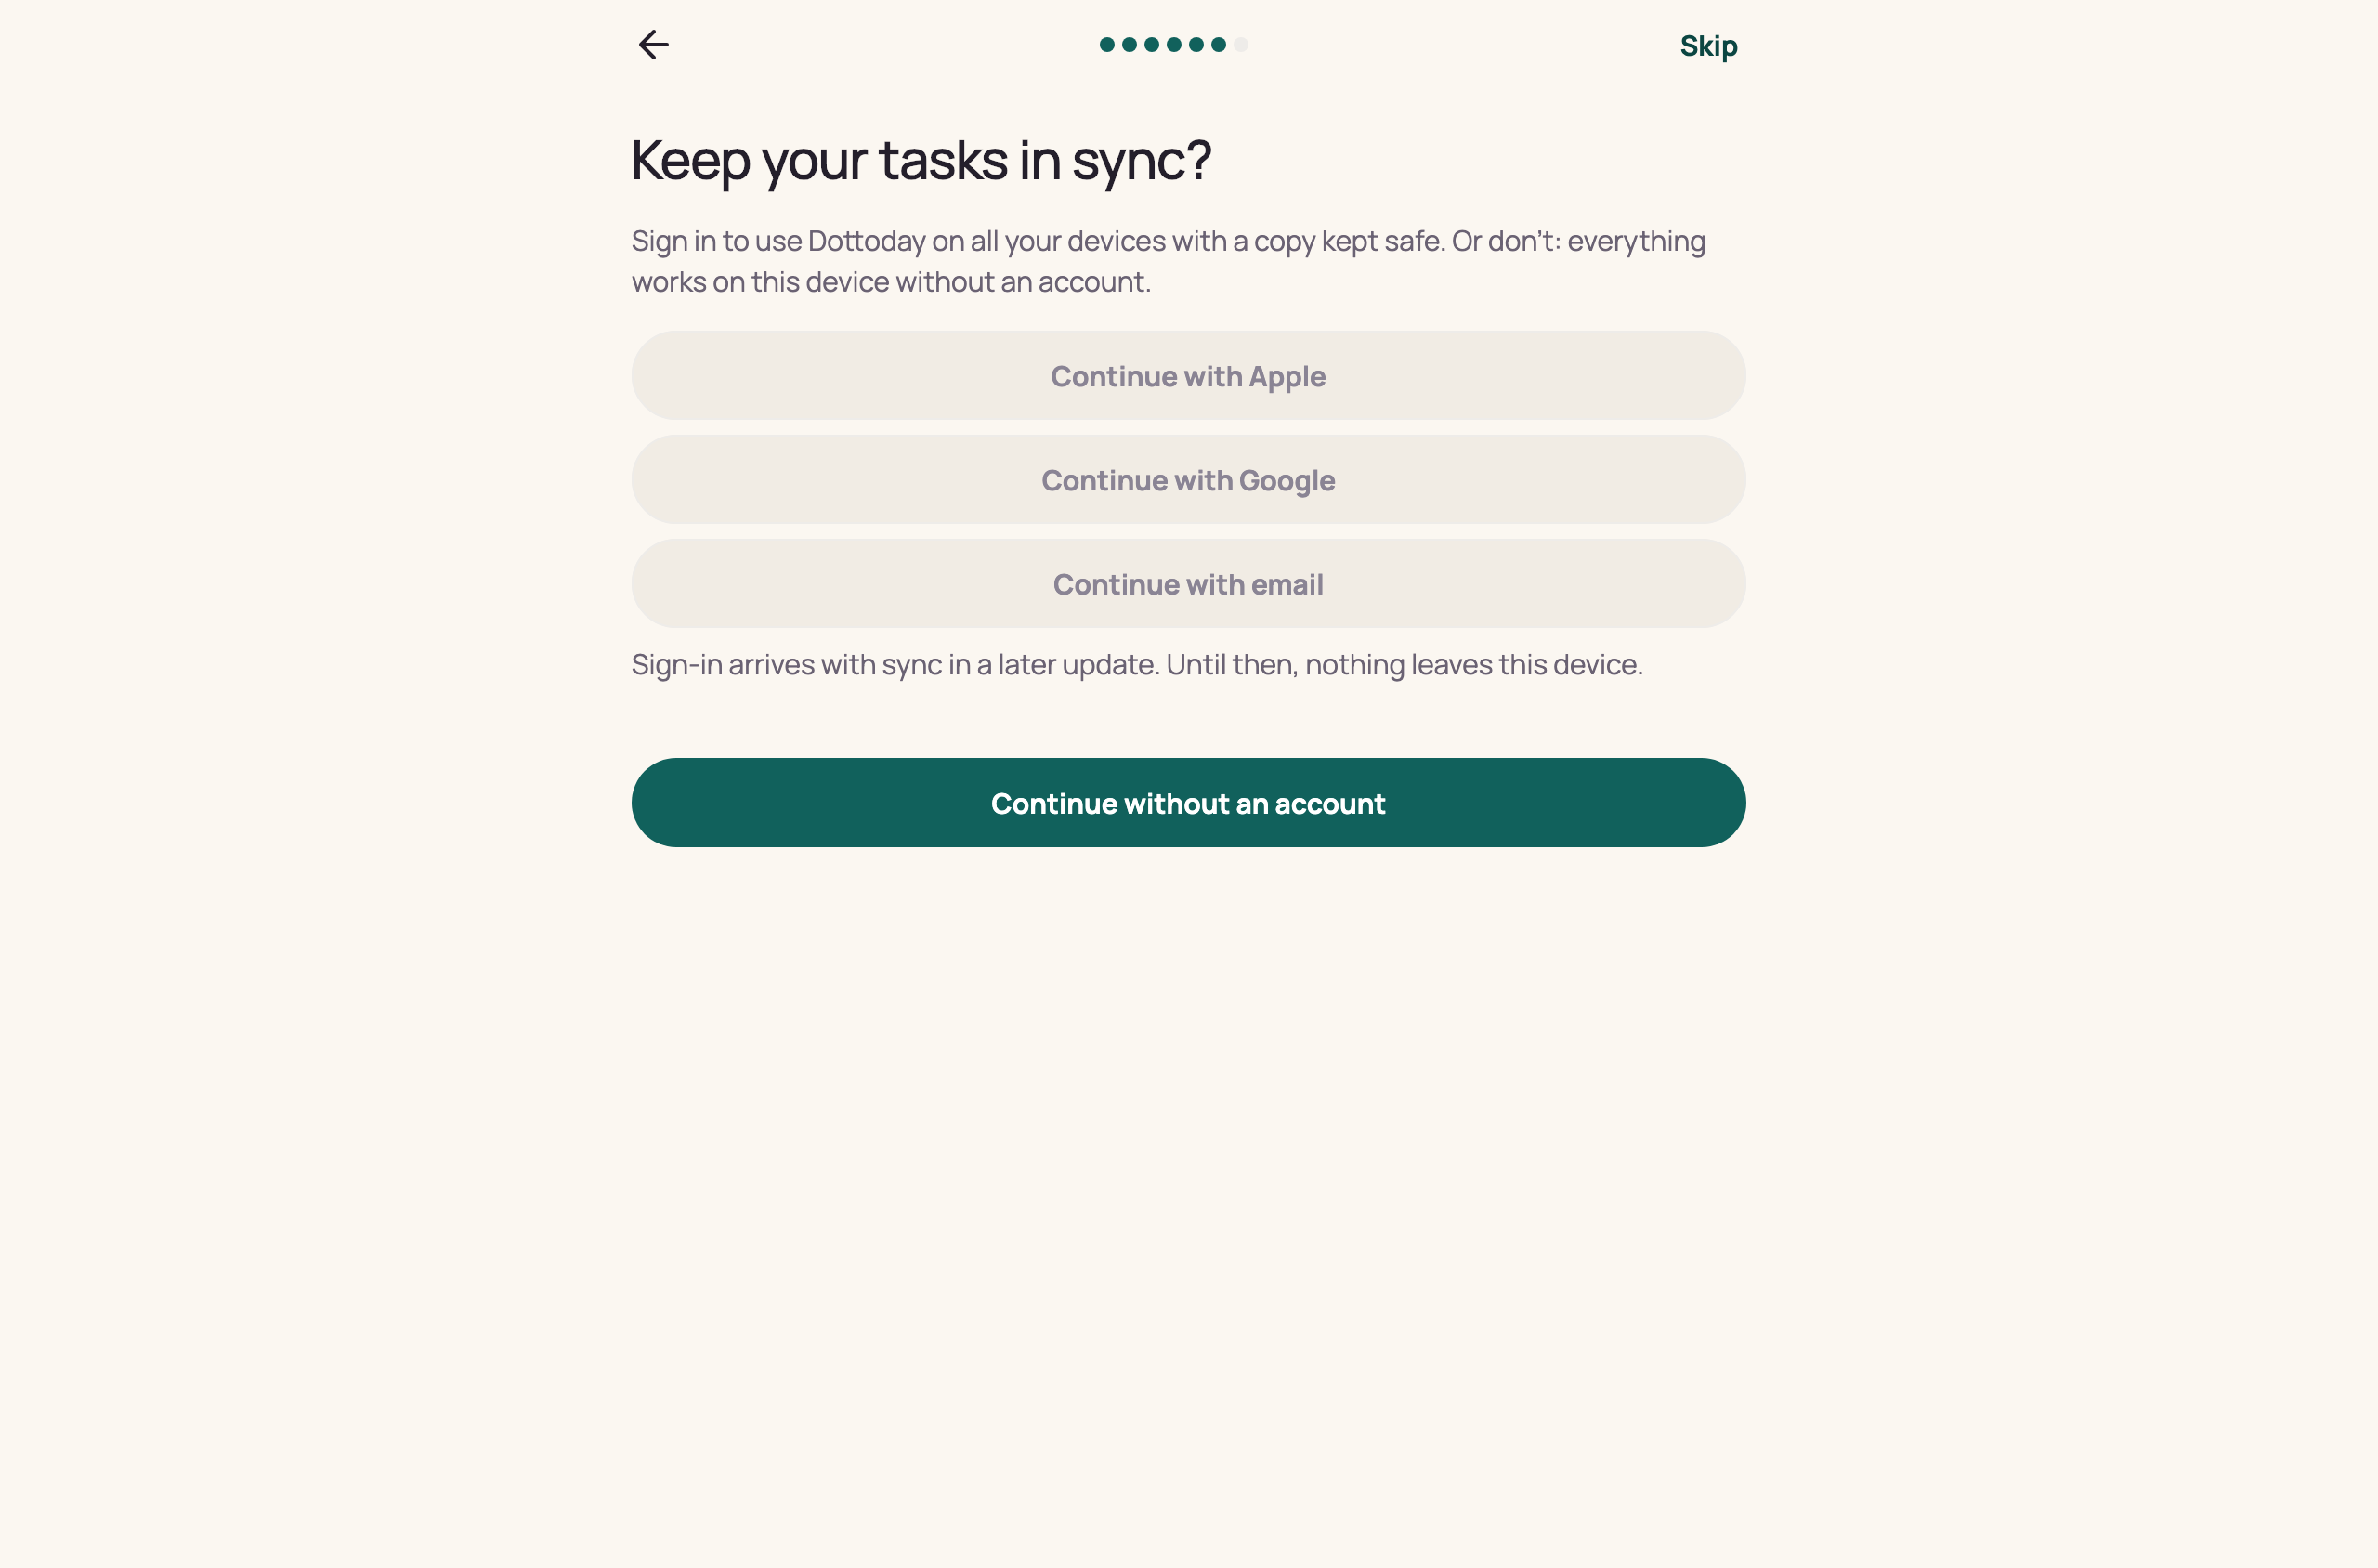 Skip
Keep your tasks in sync?
Sign in to use Dottoday on all your devices with a copy kept safe. Or don’t: everything
works on this device without an account.
Continue with Apple
Continue with Google
Continue with email
Sign-in arrives with sync in a later update. Until then, nothing leaves this device.
Continue without an account